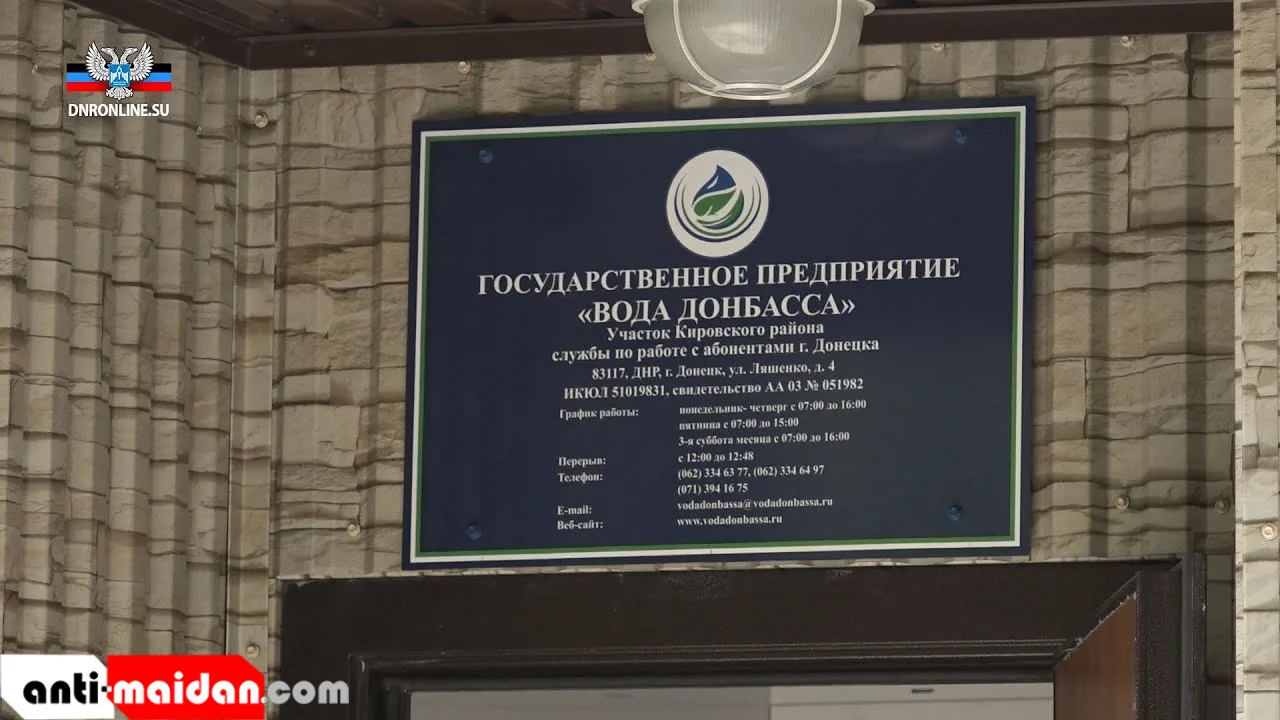 DNRONLINE.SU
ГОСУДАРСТВЕННОЕ ПРЕДПРИЯТИЕ
«ВОДА ДОНБАССА»
Участок Кировского района
службы по работе с абонентами г. Донецка
83117, ДНР, г. Донецк, ул. Ляшенко, д. 4
ИКЮЛ 51019831, свидетельство АА 03 № 051982
График работы: понедельник- четверг с 07:00 до 16:00
пятница с 07:00 до 15:00
3-я суббота месяца с 07:00 до 16:00
Перерыв: с 12:00 до 12:48
Телефон: (062) 334 63 77, (062) 334 64 97
(071) 394 16 75
E-mail: vodadonbassa@vodadonbassa.ru
Веб-сайт: www.vodadonbassa.ru
anti-maidan.com